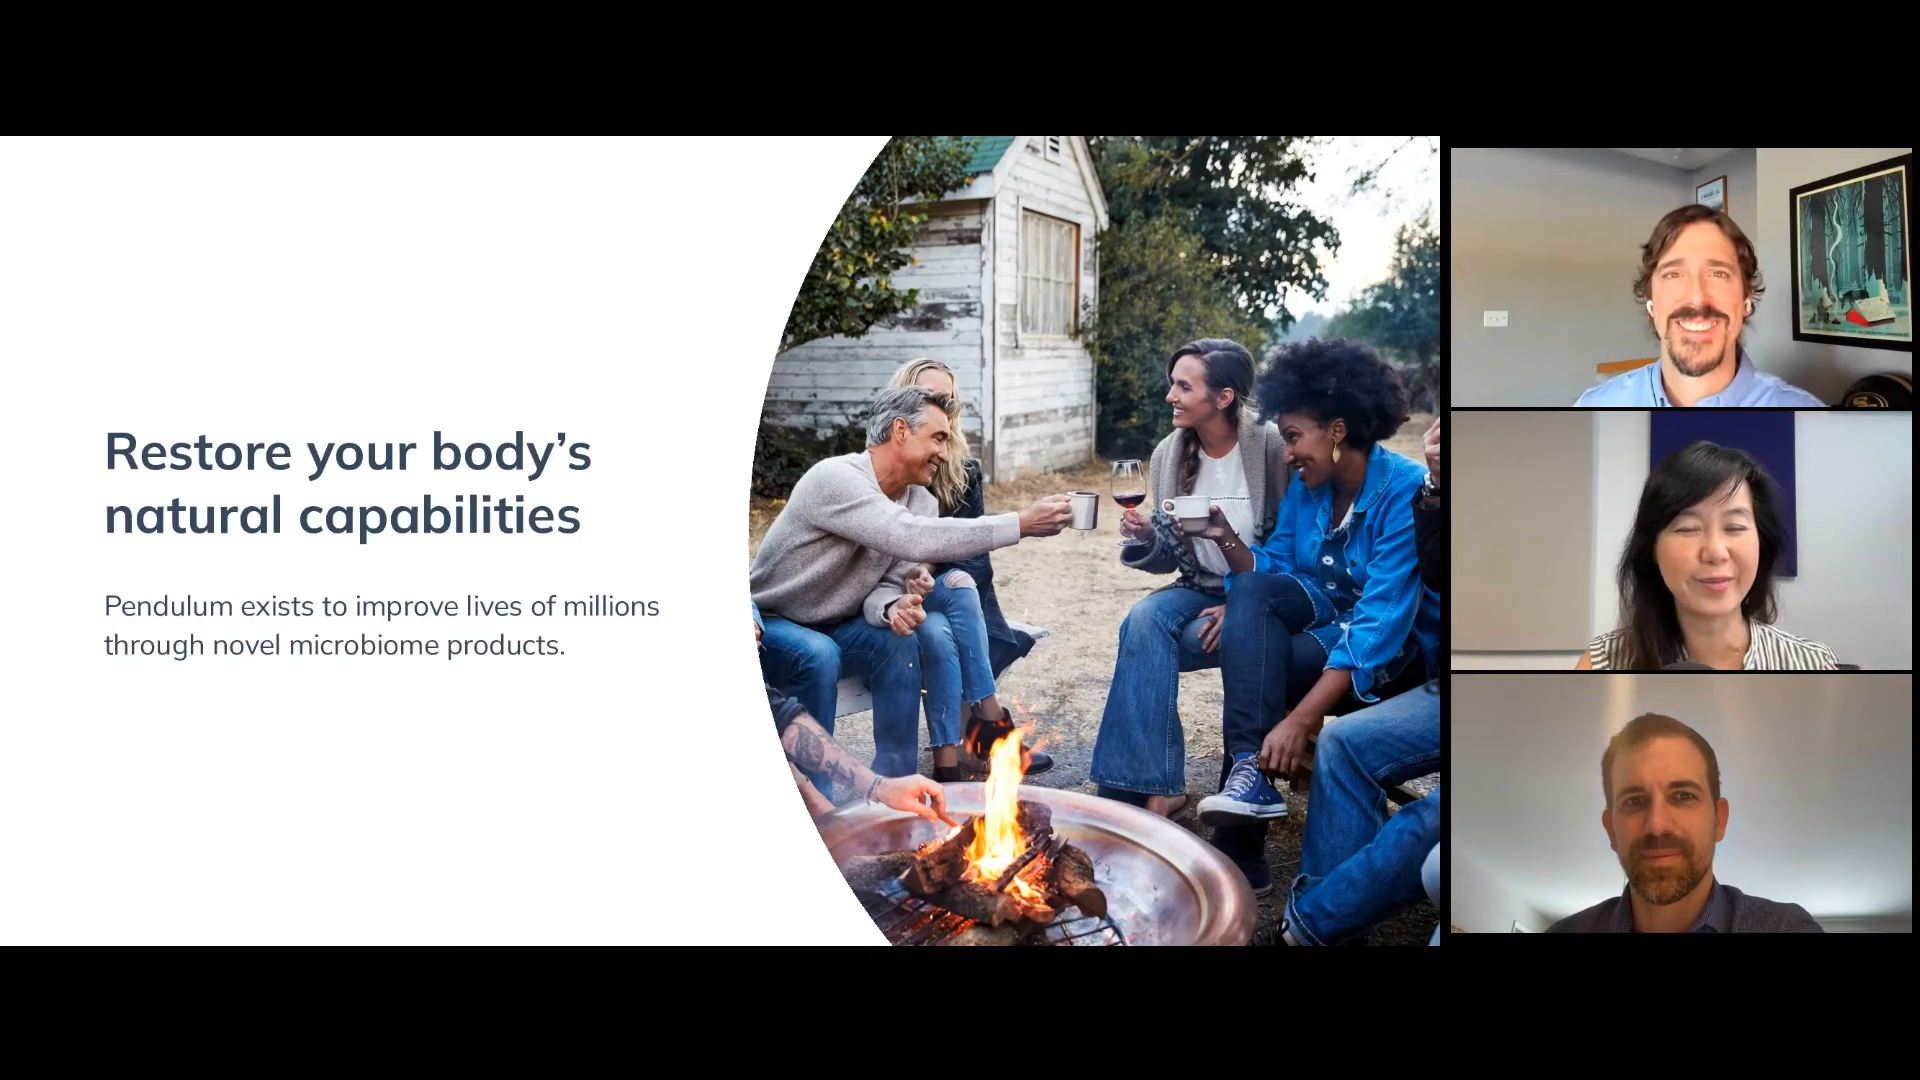 Restore your body’s
natural capabilities
Pendulum exists to improve lives of millions
through novel microbiome products.